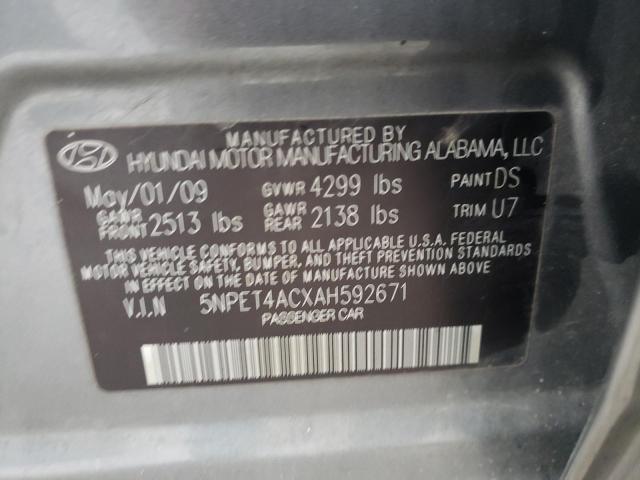 MANUFACTURED BY
HYUNDAI MOTOR MANUFACTURING ALABAMA, LLC
May/01/09 GVWR 4299 lbs PAINT DS
GAWR FRONT 2513 lbs GAWR REAR 2138 lbs TRIM U7
THIS VEHICLE CONFORMS TO ALL APPLICABLE U.S.A. FEDERAL
MOTOR VEHICLE SAFETY, BUMPER, AND THEFT PREVENTION STANDARDS
IN EFFECT ON THE DATE OF MANUFACTURE SHOWN ABOVE.
V.I.N 5NPET4ACXAH592671
PASSENGER CAR